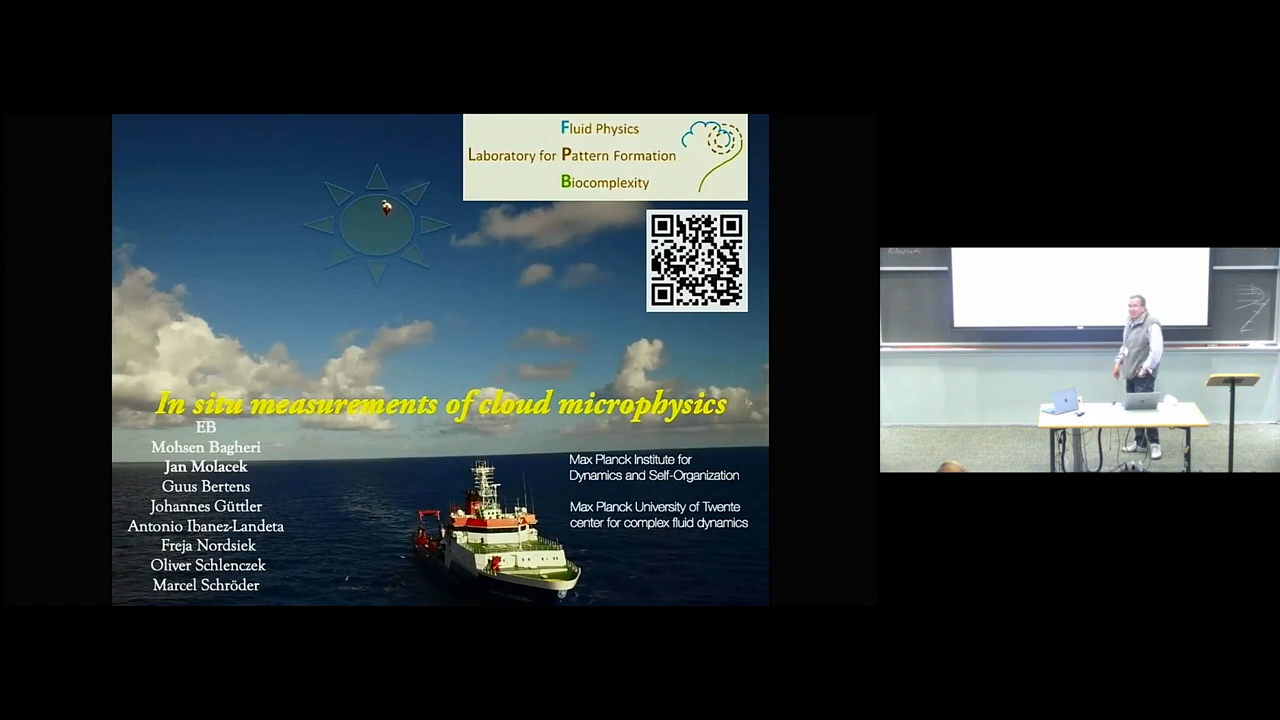 Fluid Physics
Laboratory for Pattern Formation
Biocomplexity
In situ measurements of cloud microphysics
EB
Mohsen Bagheri
Jan Molacek
Guus Bertens
Johannes Güttler
Antonio Ibanez-Landeta
Freja Nordsiek
Oliver Schlenczek
Marcel Schröder
Max Planck Institute for
Dynamics and Self-Organization
Max Planck University of Twente
center for complex fluid dynamics